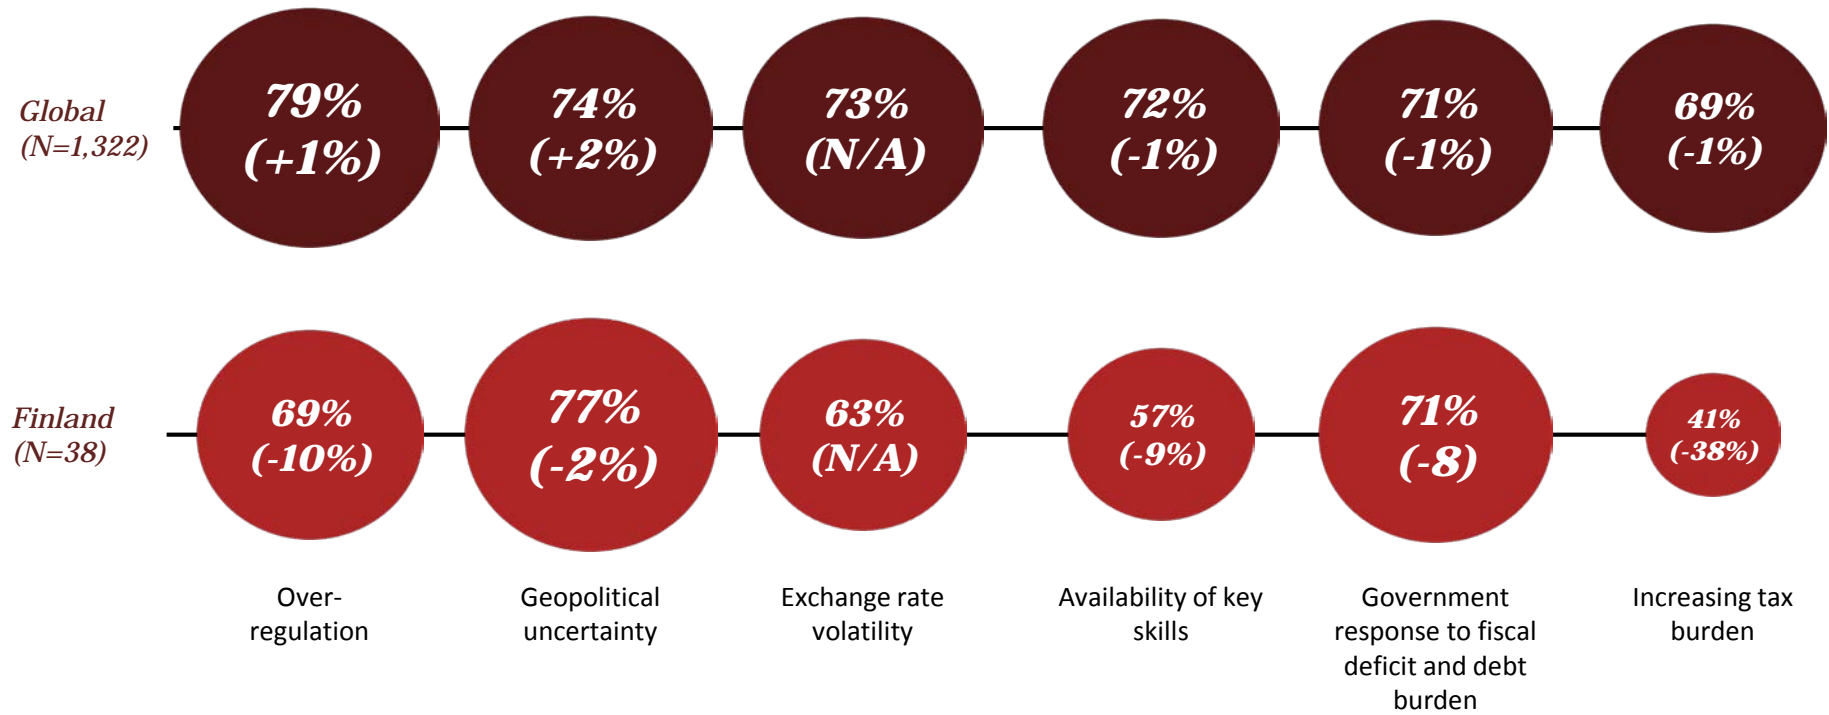 Global
(N=1,322)
79%
(+1%)
74%
(+2%)
73%
(N/A)
72%
(-1%)
71%
(-1%)
69%
(-1%)
Finland
(N=38)
69%
(-10%)
77%
(-2%)
63%
(N/A)
57%
(-9%)
71%
(-8)
41%
(-38%)
Over-
regulation
Geopolitical
uncertainty
Exchange rate
volatility
Availability of key
skills
Government
response to fiscal
deficit and debt
burden
Increasing tax
burden